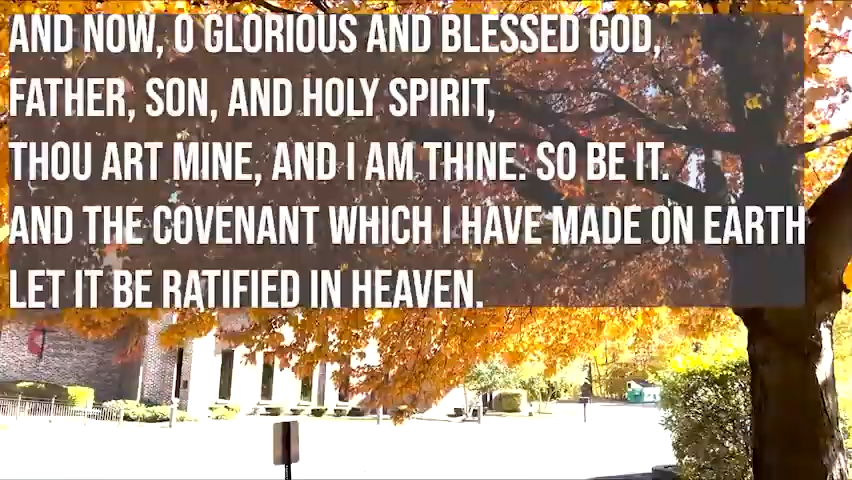 AND NOW, O GLORIOUS AND BLESSED GOD,
FATHER, SON, AND HOLY SPIRIT,
THOU ART MINE, AND I AM THINE. SO BE IT.
AND THE COVENANT WHICH I HAVE MADE ON EARTH
LET IT BE RATIFIED IN HEAVEN.